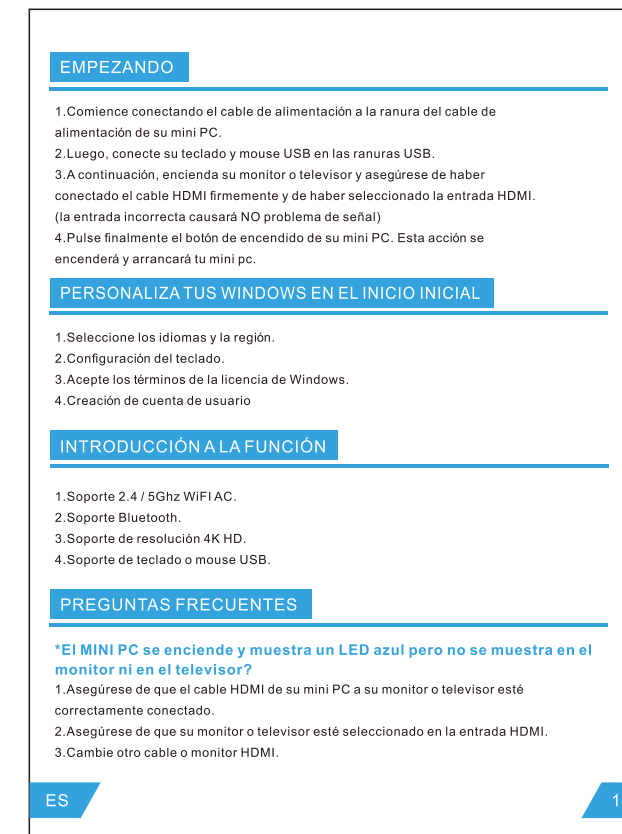 EMPEZANDO
1.Comience conectando el cable de alimentación a la ranura del cable de
alimentación de su mini PC.
2.Luego, conecte su teclado y mouse USB en las ranuras USB.
3.A continuación, encienda su monitor o televisor y asegúrese de haber
conectado el cable HDMI firmemente y de haber seleccionado la entrada HDMI.
(la entrada incorrecta causará NO problema de señal)
4.Pulse finalmente el botón de encendido de su mini PC. Esta acción se
encenderá y arrancará tu mini pc.
PERSONALIZA TUS WINDOWS EN EL INICIO INICIAL
1.Seleccione los idiomas y la región.
2.Configuración del teclado.
3.Acepte los términos de la licencia de Windows.
4.Creación de cuenta de usuario
INTRODUCCIÓN A LA FUNCIÓN
1.Soporte 2.4 / 5Ghz WiFI AC.
2.Soporte Bluetooth.
3.Soporte de resolución 4K HD.
4.Soporte de teclado o mouse USB.
PREGUNTAS FRECUENTES
*El MINI PC se enciende y muestra un LED azul pero no se muestra en el
monitor ni en el televisor?
1.Asegúrese de que el cable HDMI de su mini PC a su monitor o televisor esté
correctamente conectado.
2.Asegúrese de que su monitor o televisor esté seleccionado en la entrada HDMI.
3.Cambie otro cable o monitor HDMI.
ES
1